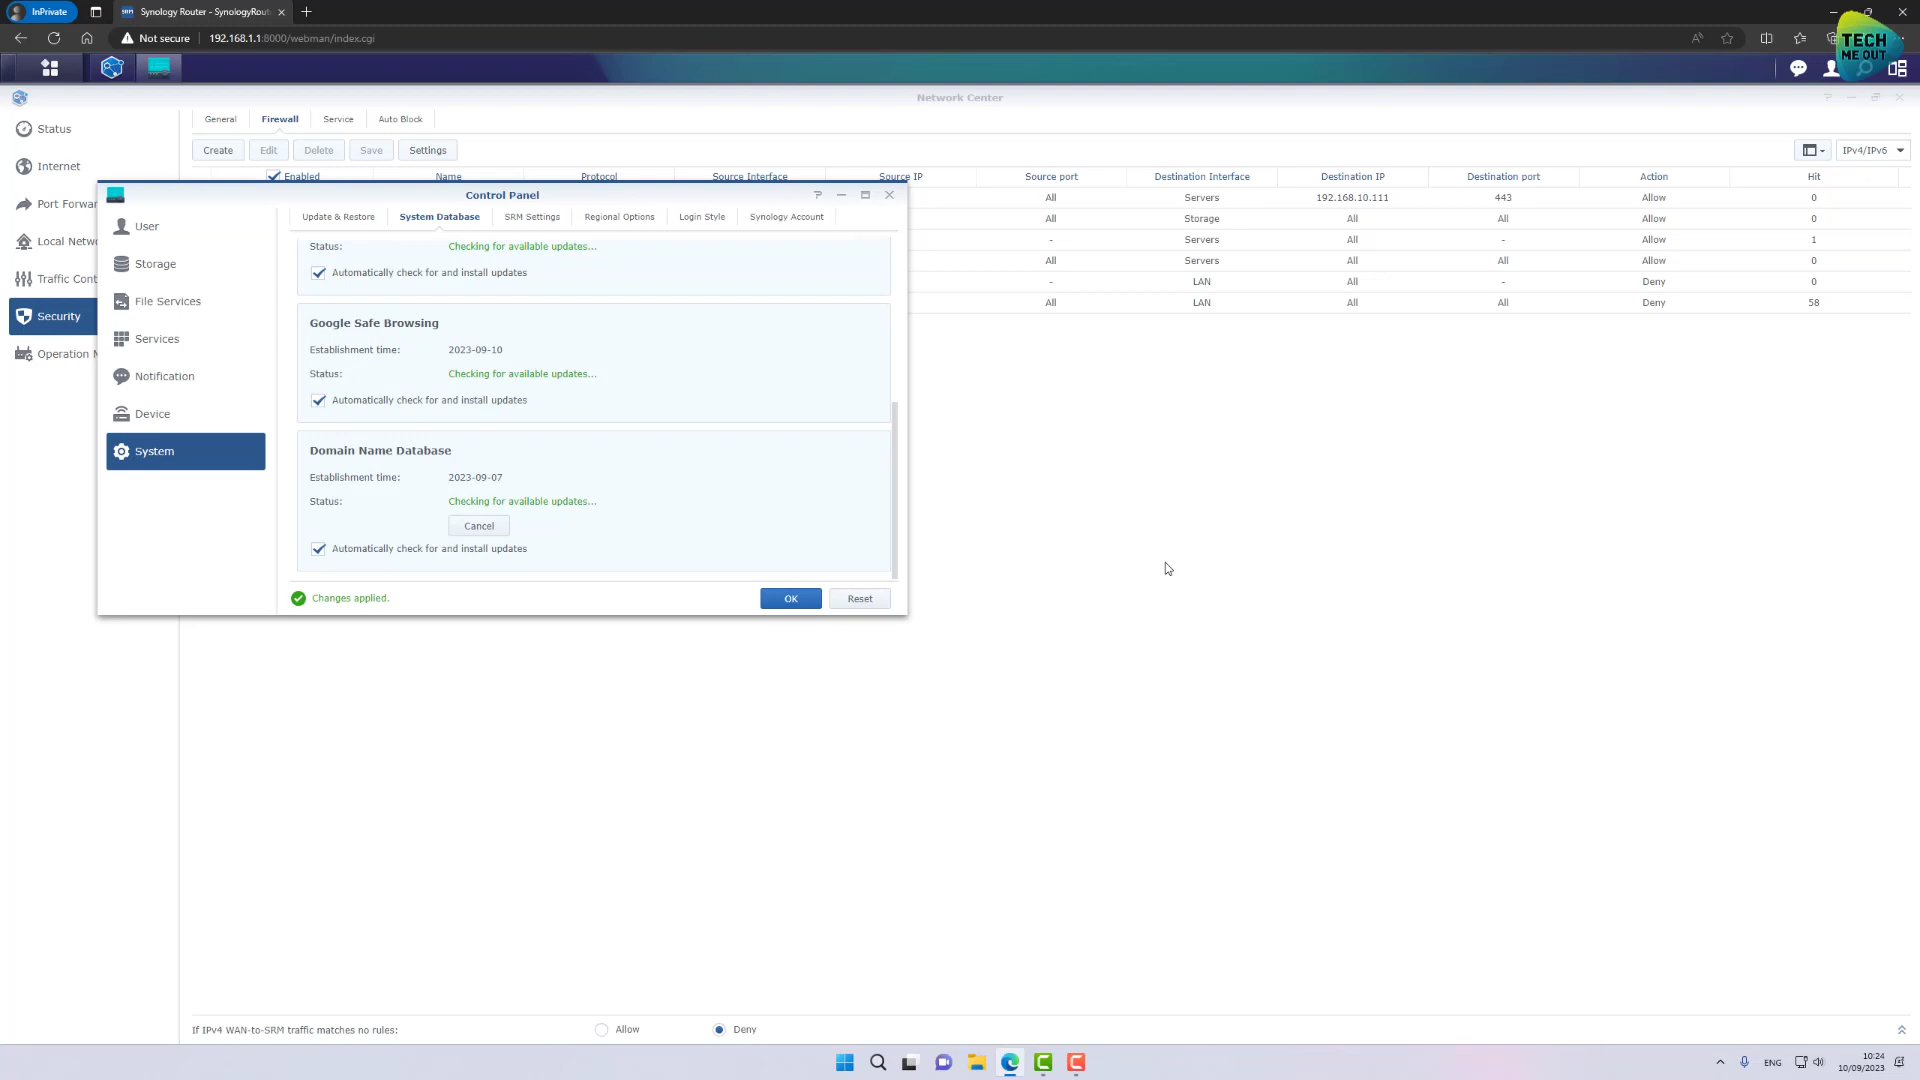 InPrivate
SRM
Synology Router - SynologyRout
Not secure
192.168.1.1:8000/webman/index.cgi
TECH
ME OUT
Network Center
Status
Internet
Port Forwar
Local Netwo
Traffic Cont
Security
Operation M
General
Firewall
Service
Auto Block
Create
Edit
Delete
Save
Settings
IPv4/IPv6
Enabled Name Protocol Source Interface Source IP Source port Destination Interface Destination IP Destination port Action Hit
All Servers 192.168.10.111 443 Allow 0
All Storage All All Allow 0
- Servers All - Allow 1
All Servers All All Allow 0
- LAN All - Deny 0
All LAN All All Deny 58
Control Panel
User
Storage
File Services
Services
Notification
Device
System
Update & Restore
System Database
SRM Settings
Regional Options
Login Style
Synology Account
Status: Checking for available updates...
Automatically check for and install updates
Google Safe Browsing
Establishment time: 2023-09-10
Status: Checking for available updates...
Automatically check for and install updates
Domain Name Database
Establishment time: 2023-09-07
Status: Checking for available updates...
Cancel
Automatically check for and install updates
Changes applied.
OK
Reset
If IPv4 WAN-to-SRM traffic matches no rules:
Allow
Deny
ENG
10:24
10/09/2023